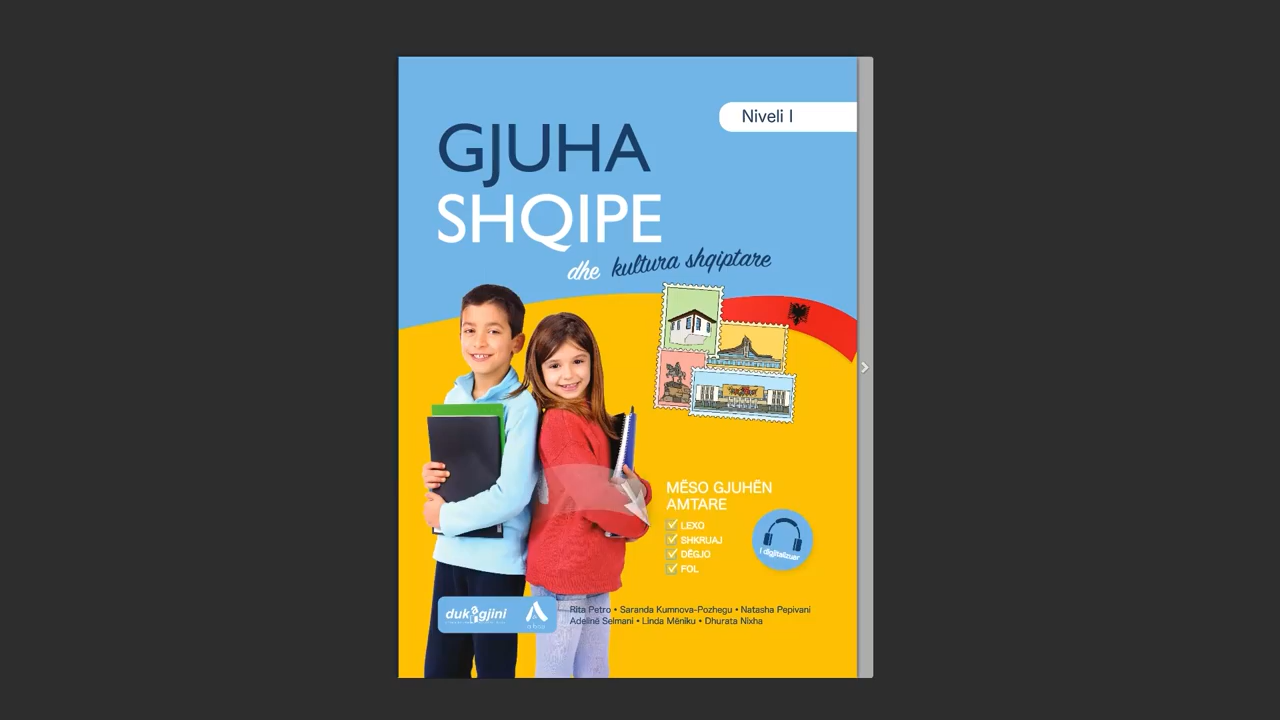 Niveli I
GJUHA
SHQIPE
dhe kultura shqiptare
MËSO GJUHËN
AMTARE
LEXO
SHKRUAJ
DËGJO
FOL
I digjitalizuar
dukagjini
Rita Petro • Saranda Kumnova-Pozhegu • Natasha Pepivani
Adelinë Selmani • Linda Mëniku • Dhurata Nixha